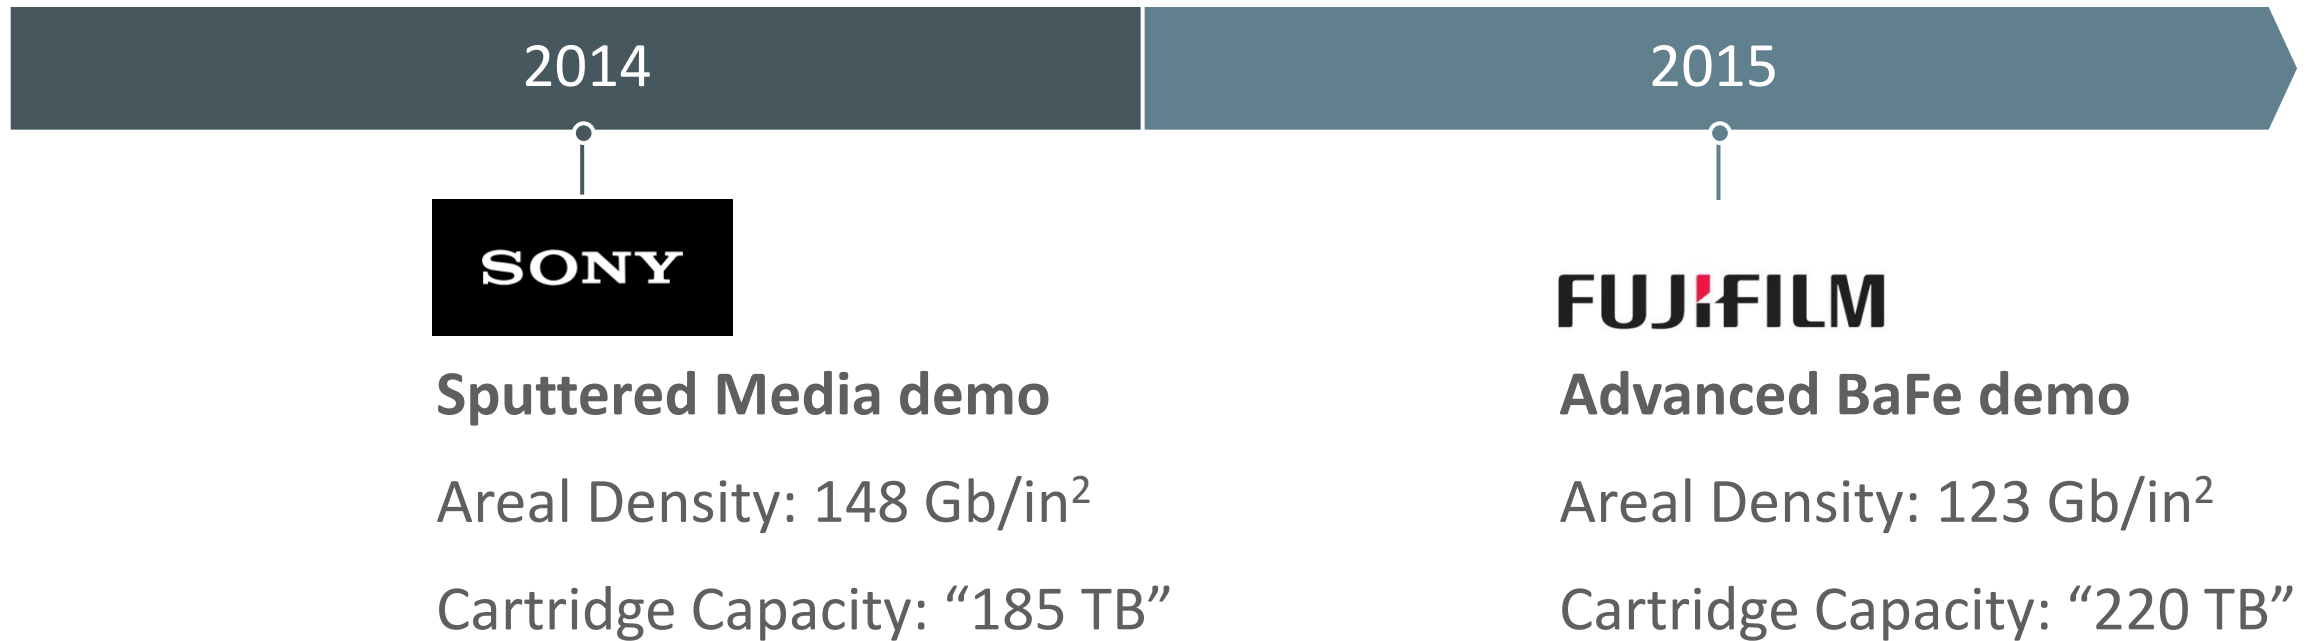 2014
2015
SONY
FUJIFILM
Sputtered Media demo
Advanced BaFe demo
Areal Density: 148 Gb/in²
Areal Density: 123 Gb/in²
Cartridge Capacity: “185 TB”
Cartridge Capacity: “220 TB”